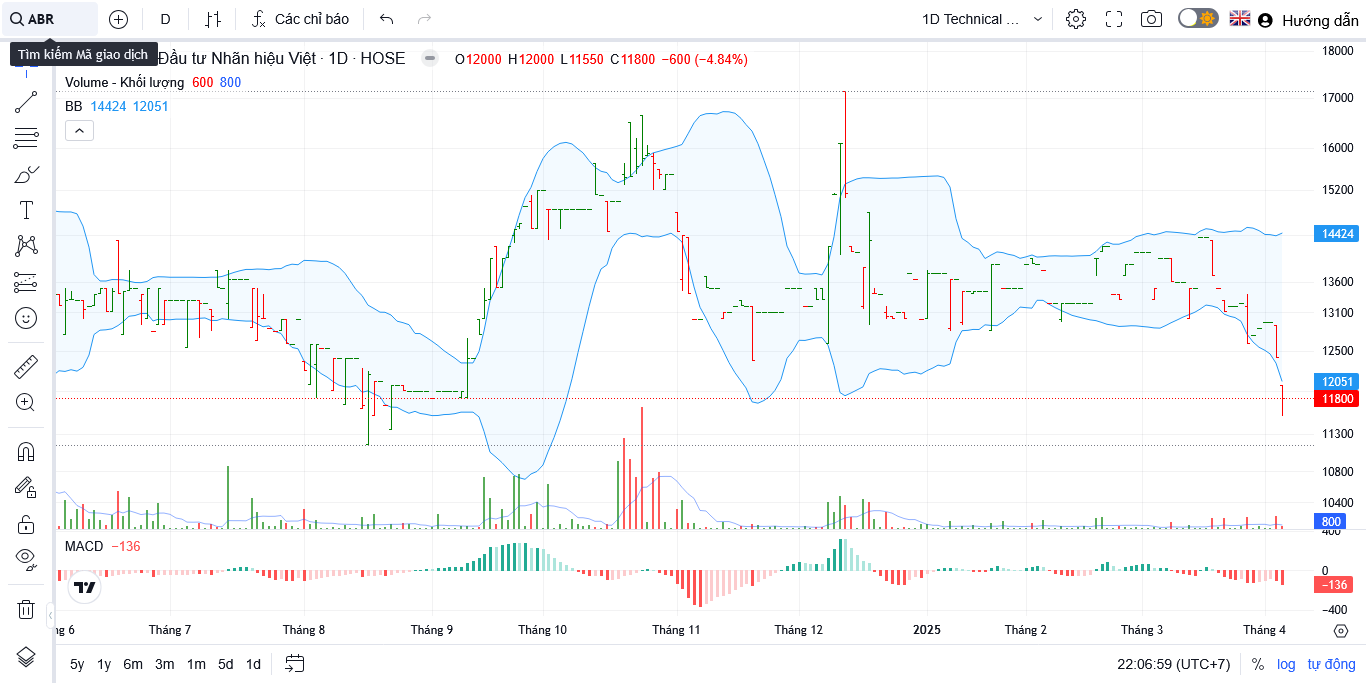 ABR
D
Các chỉ báo
1D Technical ...
Hướng dẫn
Tìm kiếm Mã giao dịch
Đầu tư Nhãn hiệu Việt · 1D · HOSE
O12000 H12000 L11550 C11800 −600 (−4.84%)
Volume - Khối lượng 600 800
BB 14424 12051
18000
17000
16000
15200
14424
13600
13100
12500
12051
11800
11300
10800
10400
800
400
MACD −136
0
−136
−400
ng 6
Tháng 7
Tháng 8
Tháng 9
Tháng 10
Tháng 11
Tháng 12
2025
Tháng 2
Tháng 3
Tháng 4
5y 1y 6m 3m 1m 5d 1d
22:06:59 (UTC+7)
% log tự động